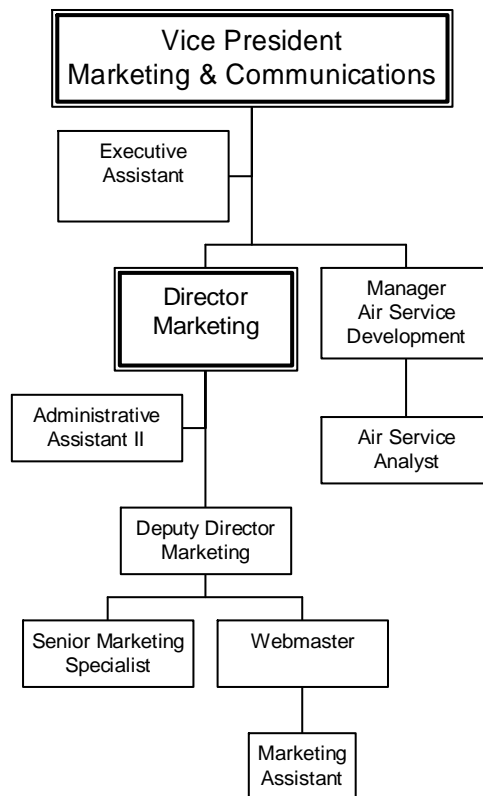 Vice President
Marketing & Communications
Executive
Assistant
Director
Marketing
Manager
Air Service
Development
Administrative
Assistant II
Air Service
Analyst
Deputy Director
Marketing
Senior Marketing
Specialist
Webmaster
Marketing
Assistant